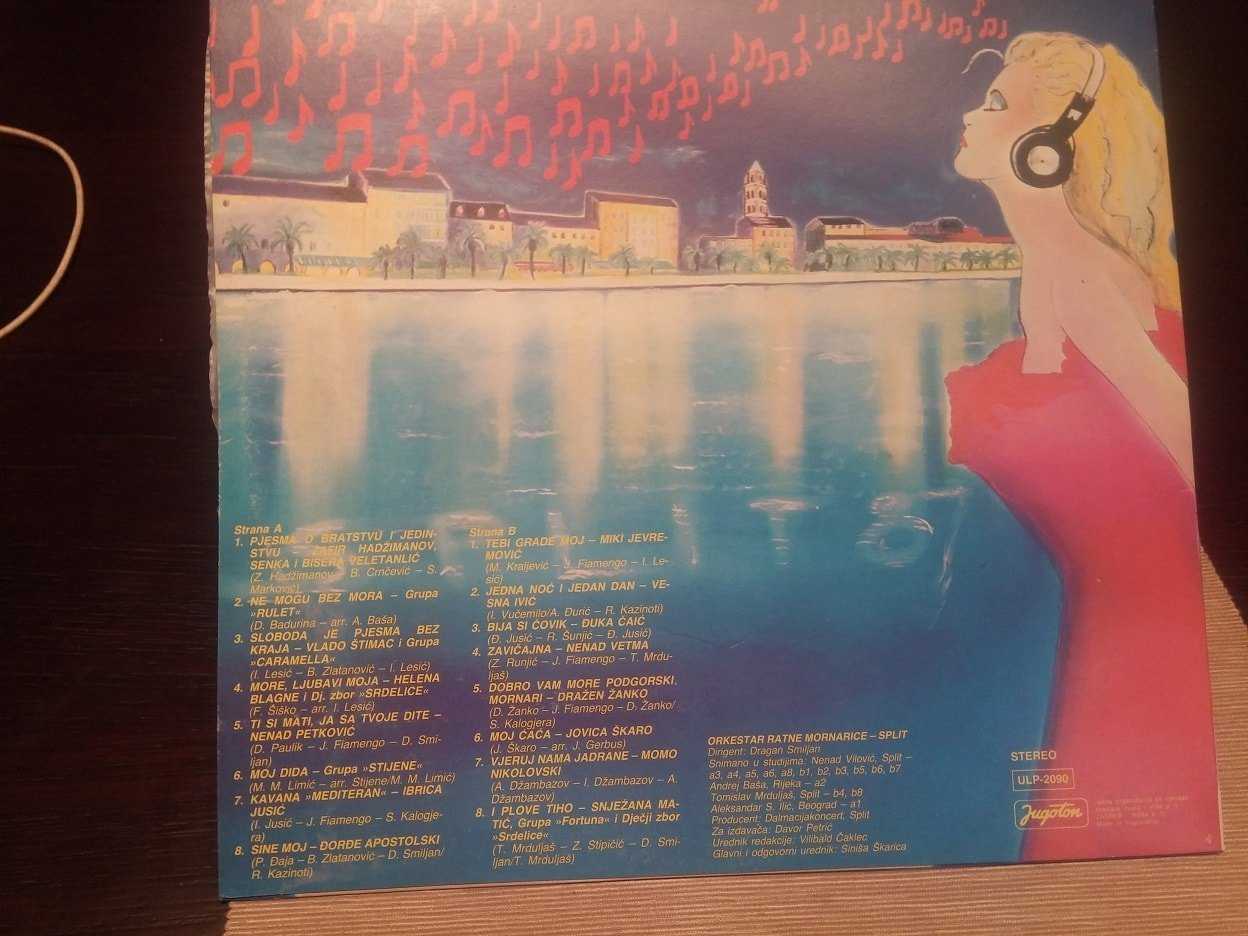 Strana A
1. PJESMA O BRATSTVU I JEDIN-
STVU – ZAFIR HADŽIMANOV,
SENKA I BISERA VELETANLIĆ
(Z. Hadžimanov – B. Crnčević – S.
Marković)
2. NE MOGU BEZ MORA – Grupa
»RULET«
(D. Badurina – arr. A. Baša)
3. SLOBODA JE PJESMA BEZ
KRAJA – VLADO ŠTIMAC i Grupa
»CARAMELLA«
(I. Lesić – B. Zlatanović – I. Lesić)
4. MORE, LJUBAVI MOJA – HELENA
BLAGNE i Dj. zbor »SRDELICE«
(F. Šiško – arr. I. Lesić)
5. TI SI MATI, JA SA TVOJE DITE –
NENAD PETKOVIĆ
(D. Paulik – J. Fiamengo – D. Smi-
ljan)
6. MOJ DIDA – Grupa "STIJENE"
(M. M. Limić – arr. Stijene/M. M. Limić)
7. KAVANA »MEDITERAN« – IBRICA
JUSIĆ
(I. Jusić – J. Fiamengo – S. Kalogje-
ra)
8. SINE MOJ – ĐORĐE APOSTOLSKI
(P. Đaja – B. Zlatanović – D. Smiljan/
R. Kazinoti)
Strana B
1. TEBI GRADE MOJ – MIKI JEVRE-
MOVIĆ
(M. Kraljević – J. Fiamengo – I. Le-
sić)
2. JEDNA NOĆ I JEDAN DAN – VE-
SNA IVIĆ
(I. Vučemilo/A. Đurić – R. Kazinoti)
3. BIJA SI ČOVIK – ĐUKA ČAIĆ
(Đ. Jusić – R. Šunjić – Đ. Jusić)
4. ZAVIČAJNA – NENAD VETMA
(Z. Runjić – J. Fiamengo – T. Mrdu-
ljaš)
5. DOBRO VAM MORE PODGORSKI,
MORNARI – DRAŽEN ŽANKO
(D. Žanko – J. Fiamengo – D. Žanko/
S. Kalogjera)
6. MOJ ĆAĆA – JOVICA ŠKARO
(J. Škaro – arr. J. Gerbus)
7. VJERUJ NAMA JADRANE – MOMO
NIKOLOVSKI
(A. Džambazov – I. Džambazov – A.
Džambazov)
8. I PLOVE TIHO – SNJEŽANA MA-
TIĆ, Grupa "Fortuna" i Dječji zbor
"Srdelice"
(T. Mrduljaš – Z. Stipičić – D. Smi-
ljan/T. Mrduljaš)
ORKESTAR RATNE MORNARICE – SPLIT
Dirigent: Dragan Smiljan
Snimano u studijima: Nenad Vilović, Split –
a3, a4, a5, a6, a8, b1, b2, b3, b5, b6, b7
Andrej Baša, Rijeka – a2
Tomislav Mrduljaš, Split – b4, b8
Aleksandar S. Ilić, Beograd – a1
Producent: Dalmacijakoncert, Split
Za izdavača: Davor Petrić
Urednik redakcije: Vilibald Čaklec
Glavni i odgovorni urednik: Siniša Škarica
STEREO
ULP-2090
Jugoton